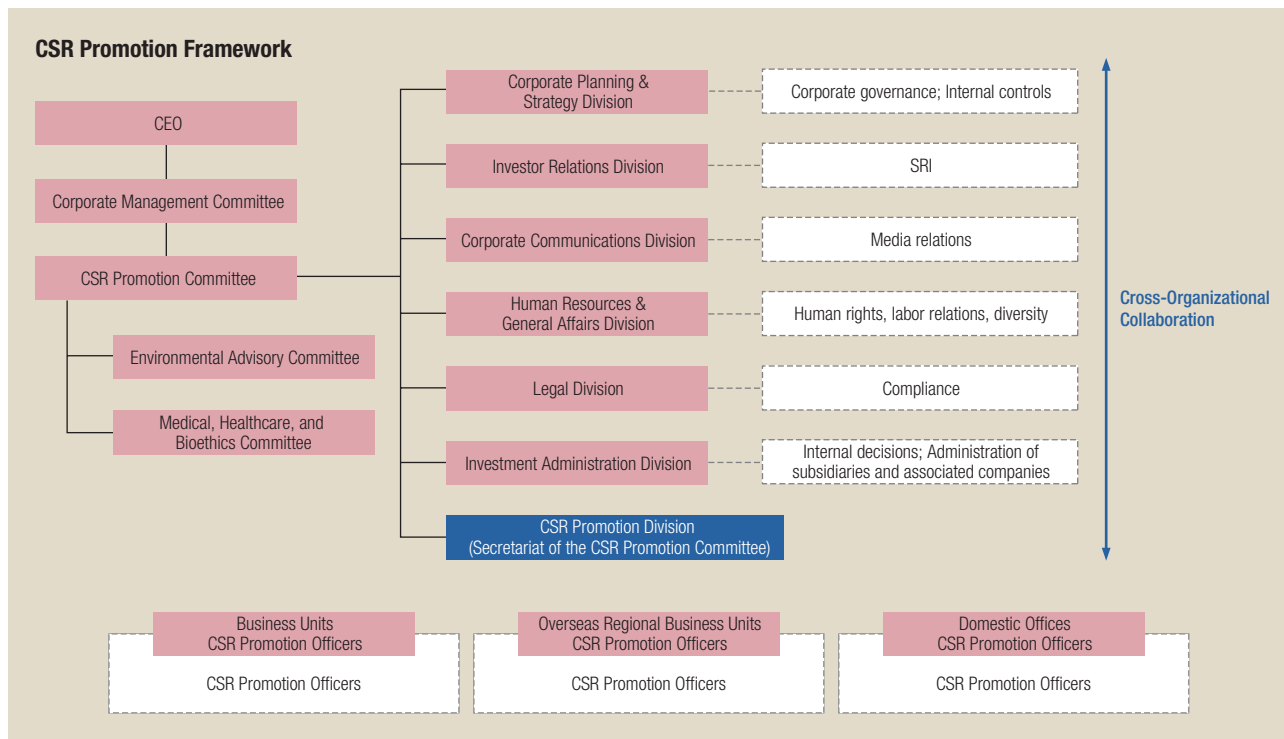 CSR Promotion Framework
CEO
Corporate Management Committee
CSR Promotion Committee
Environmental Advisory Committee
Medical, Healthcare, and
Bioethics Committee
Corporate Planning &
Strategy Division
Corporate governance; Internal controls
Investor Relations Division
SRI
Corporate Communications Division
Media relations
Human Resources &
General Affairs Division
Human rights, labor relations, diversity
Legal Division
Compliance
Investment Administration Division
Internal decisions; Administration of
subsidiaries and associated companies
CSR Promotion Division
(Secretariat of the CSR Promotion Committee)
Cross-Organizational
Collaboration
Business Units
CSR Promotion Officers
CSR Promotion Officers
Overseas Regional Business Units
CSR Promotion Officers
CSR Promotion Officers
Domestic Offices
CSR Promotion Officers
CSR Promotion Officers